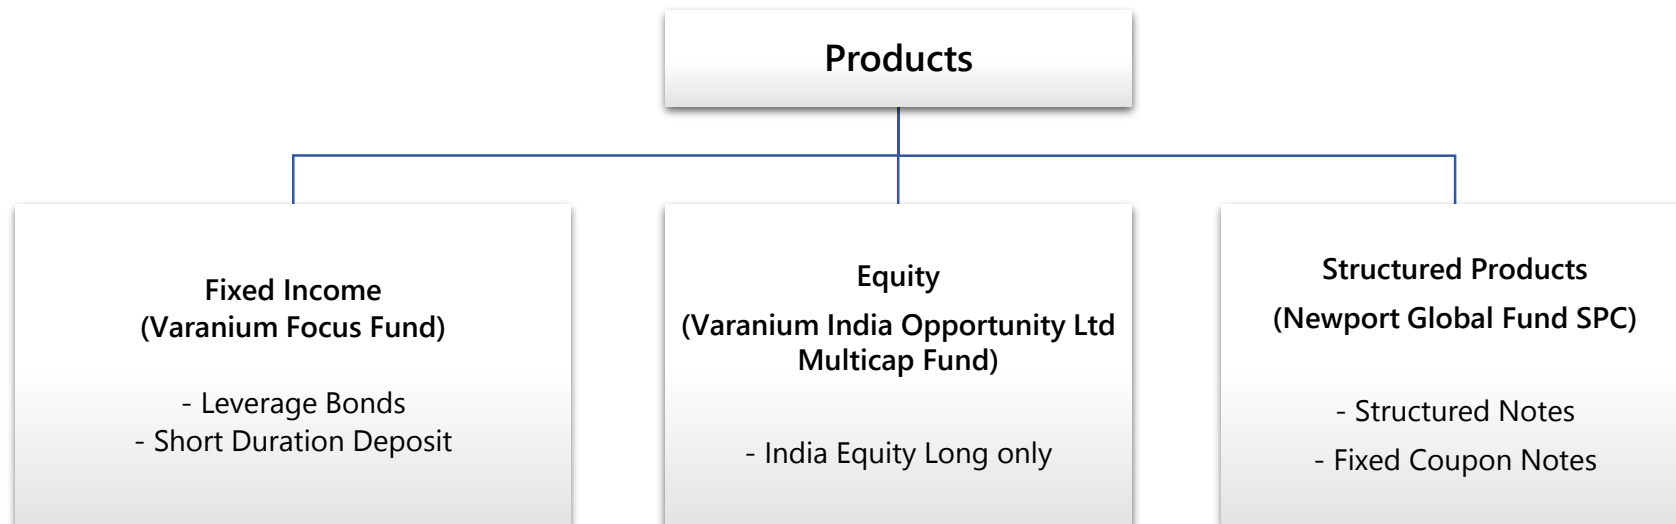 Products
Fixed Income
(Varanium Focus Fund)
- Leverage Bonds
- Short Duration Deposit
Equity
(Varanium India Opportunity Ltd
Multicap Fund)
- India Equity Long only
Structured Products
(Newport Global Fund SPC)
- Structured Notes
- Fixed Coupon Notes